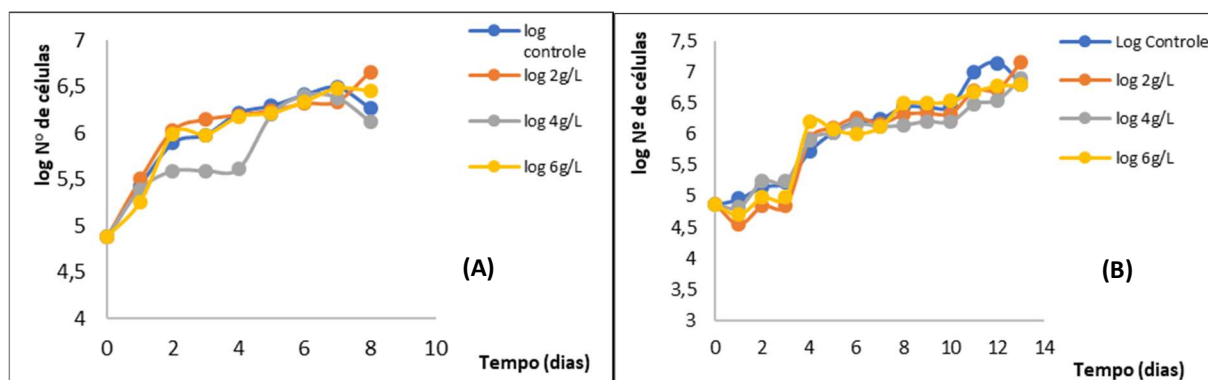 log Nº de células
7
6,5
6
5,5
5
4,5
4
0 2 4 6 8 10
Tempo (dias)
log
controle
log 2g/L
log 4g/L
log 6g/L
(A)
log Nº de células
7,5
7
6,5
6
5,5
5
4,5
4
3,5
3
0 2 4 6 8 10 12 14
Tempo (dias)
Log Controle
log 2g/L
log 4g/L
log 6g/L
(B)